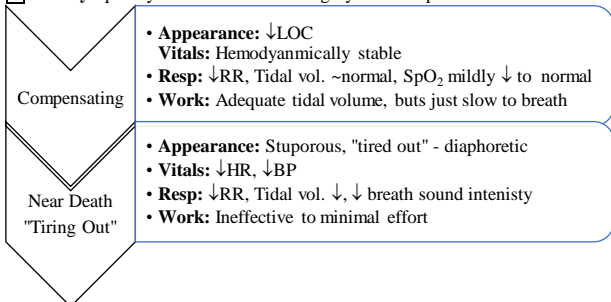 Compensating
• Appearance: ↓LOC
Vitals: Hemodyanmically stable
• Resp: ↓RR, Tidal vol. ~normal, SpO₂ mildly ↓ to normal
• Work: Adequate tidal volume, buts just slow to breath
Near Death
"Tiring Out"
• Appearance: Stuporous, "tired out" - diaphoretic
• Vitals: ↓HR, ↓BP
• Resp: ↓RR, Tidal vol. ↓, ↓ breath sound intenisty
• Work: Ineffective to minimal effort